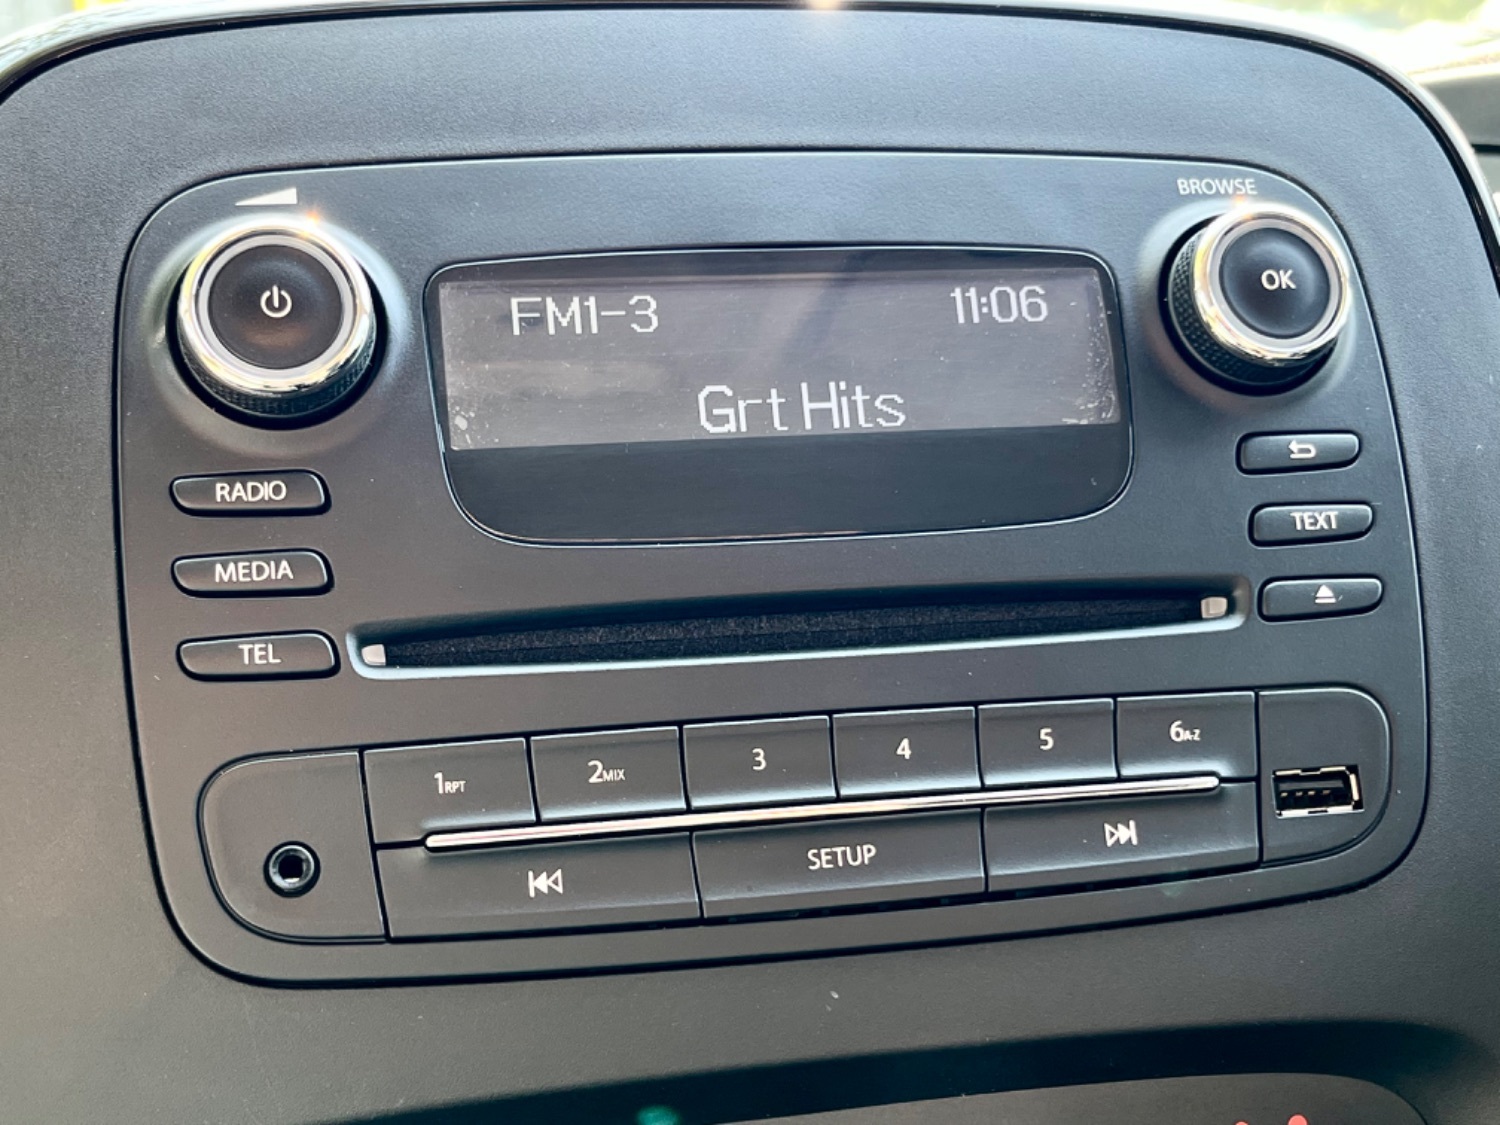 BROWSE
OK
FM1-3 11:06
Grt Hits
RADIO
TEXT
MEDIA
TEL
1RPT 2MIX 3 4 5 6A-Z
SETUP